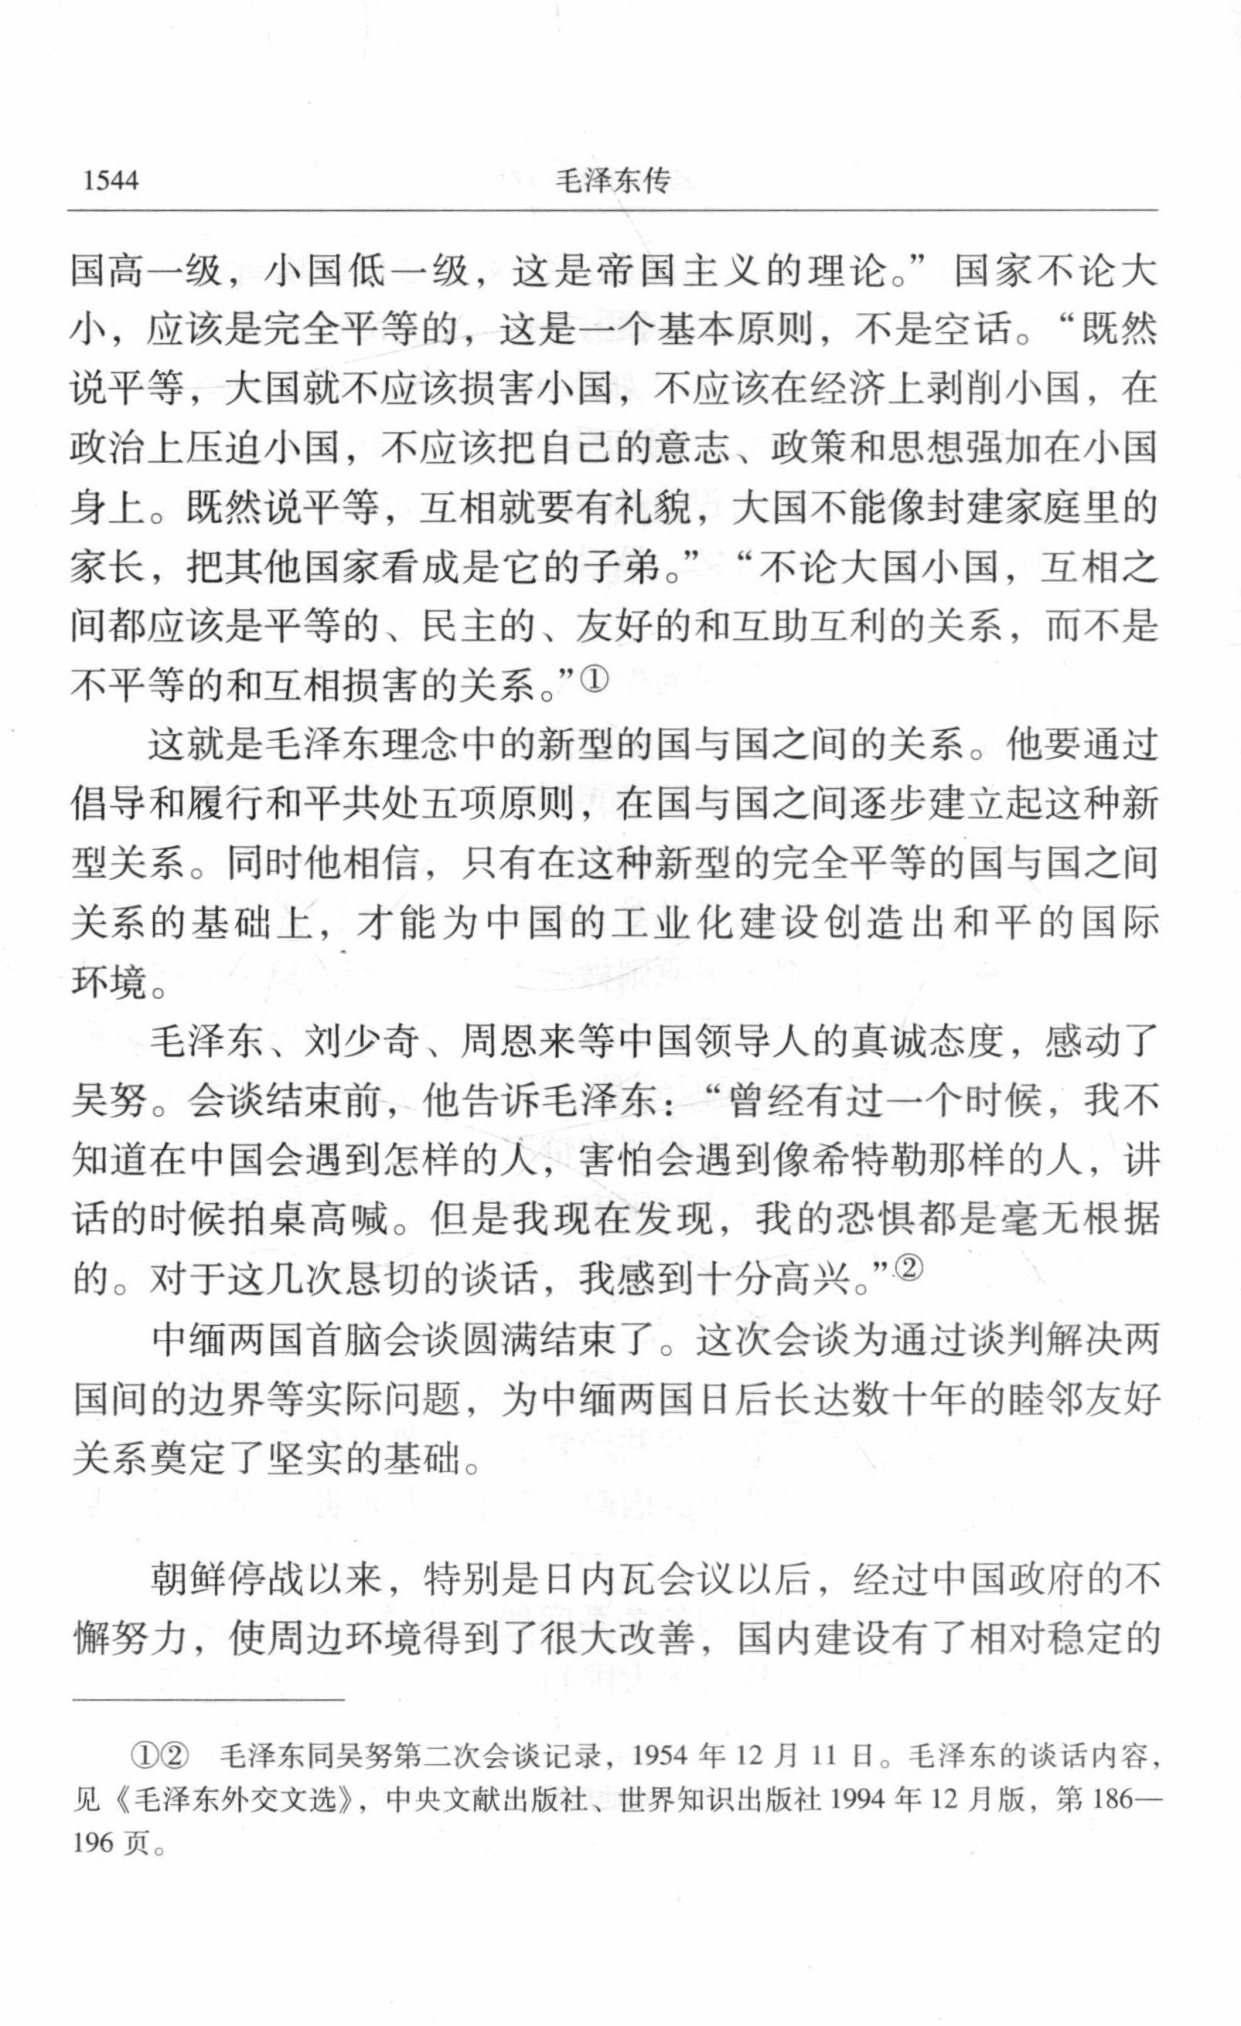 1544 毛泽东传
国高一级，小国低一级，这是帝国主义的理论。”国家不论大
小，应该是完全平等的，这是一个基本原则，不是空话。“既然
说平等，大国就不应该损害小国，不应该在经济上剥削小国，在
政治上压迫小国，不应该把自己的意志、政策和思想强加在小国
身上。既然说平等，互相就要有礼貌，大国不能像封建家庭里的
家长，把其他国家看成是它的子弟。”“不论大国小国，互相之
间都应该是平等的、民主的、友好的和互助互利的关系，而不是
不平等的和互相损害的关系。”①
这就是毛泽东理念中的新型的国与国之间的关系。他要通过
倡导和履行和平共处五项原则，在国与国之间逐步建立起这种新
型关系。同时他相信，只有在这种新型的完全平等的国与国之间
关系的基础上，才能为中国的工业化建设创造出和平的国际
环境。
毛泽东、刘少奇、周恩来等中国领导人的真诚态度，感动了
吴努。会谈结束前，他告诉毛泽东：“曾经有过一个时候，我不
知道在中国会遇到怎样的人，害怕会遇到像希特勒那样的人，讲
话的时候拍桌高喊。但是我现在发现，我的恐惧都是毫无根据
的。对于这几次恳切的谈话，我感到十分高兴。”②
中缅两国首脑会谈圆满结束了。这次会谈为通过谈判解决两
国间的边界等实际问题，为中缅两国日后长达数十年的睦邻友好
关系奠定了坚实的基础。
朝鲜停战以来，特别是日内瓦会议以后，经过中国政府的不
懈努力，使周边环境得到了很大改善，国内建设有了相对稳定的
①② 毛泽东同吴努第二次会谈记录，1954 年 12 月 11 日。毛泽东的谈话内容，
见《毛泽东外交文选》，中央文献出版社、世界知识出版社 1994 年 12 月版，第 186—
196 页。